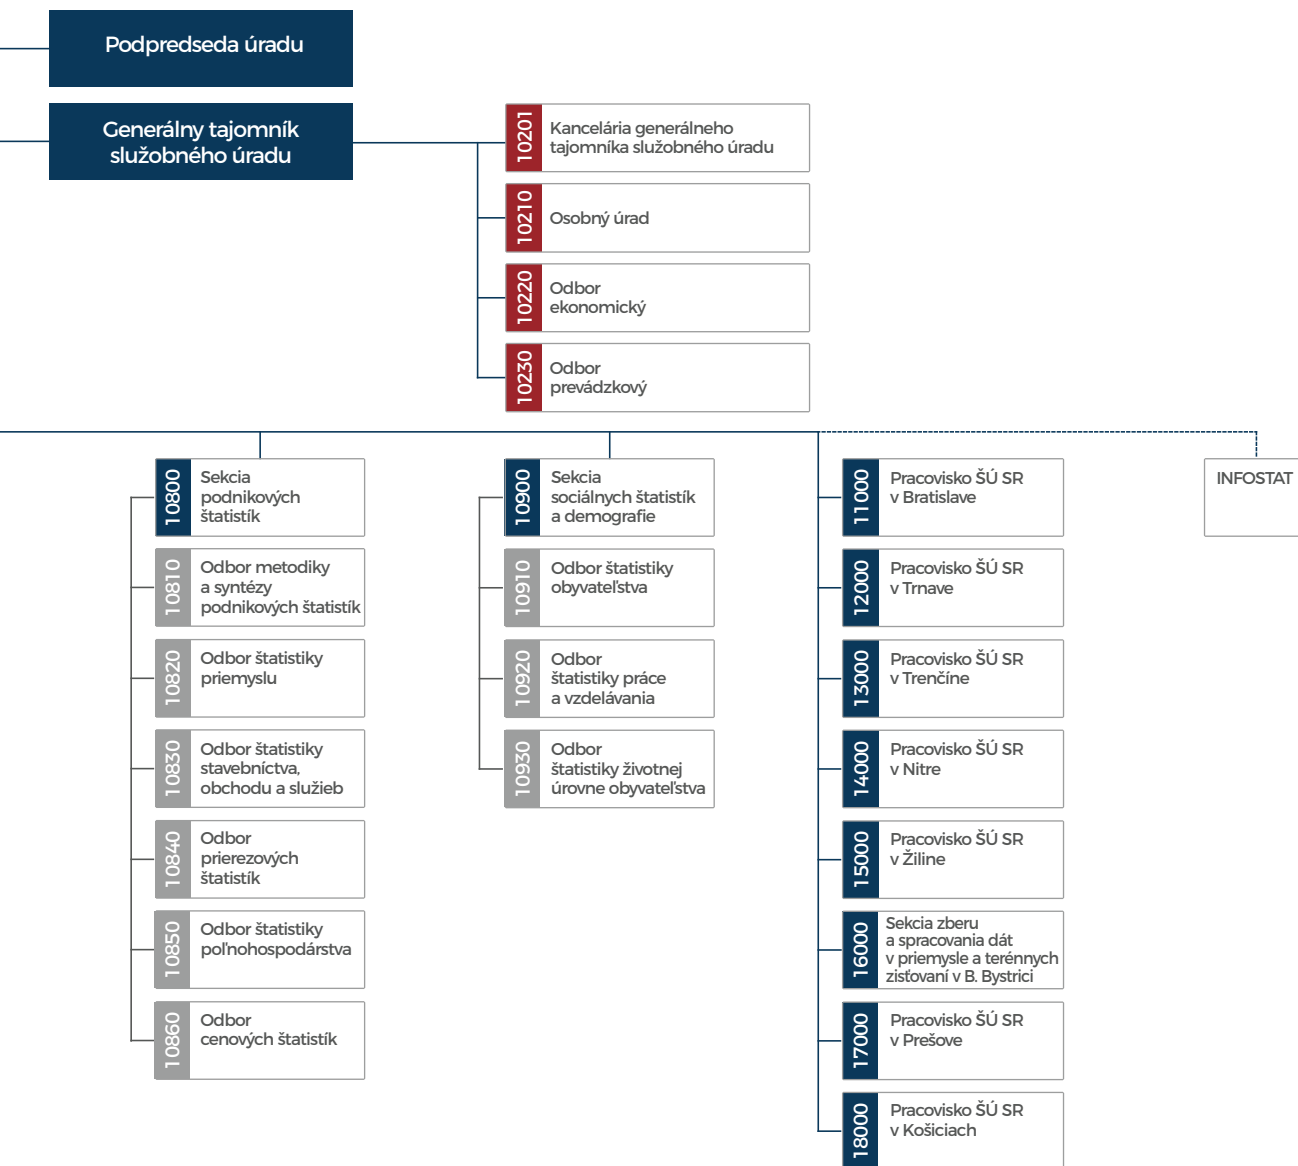 Podpredseda úradu
Generálny tajomník
služobného úradu
10201
Kancelária generálneho
tajomníka služobného úradu
10210
Osobný úrad
10220
Odbor
ekonomický
10230
Odbor
prevádzkový
10800
Sekcia
podnikových
štatistík
10810
Odbor metodiky
a syntézy
podnikových štatistík
10820
Odbor štatistiky
priemyslu
10830
Odbor štatistiky
stavebníctva,
obchodu a služieb
10840
Odbor
prierezových
štatistík
10850
Odbor štatistiky
poľnohospodárstva
10860
Odbor
cenových štatistík
10900
Sekcia
sociálnych štatistík
a demografie
10910
Odbor štatistiky
obyvateľstva
10920
Odbor
štatistiky práce
a vzdelávania
10930
Odbor
štatistiky životnej
úrovne obyvateľstva
11000
Pracovisko ŠÚ SR
v Bratislave
12000
Pracovisko ŠÚ SR
v Trnave
13000
Pracovisko ŠÚ SR
v Trenčíne
14000
Pracovisko ŠÚ SR
v Nitre
15000
Pracovisko ŠÚ SR
v Žiline
16000
Sekcia zberu
a spracovania dát
v priemysle a terénnych
zisťovaní v B. Bystrici
17000
Pracovisko ŠÚ SR
v Prešove
18000
Pracovisko ŠÚ SR
v Košiciach
INFOSTAT